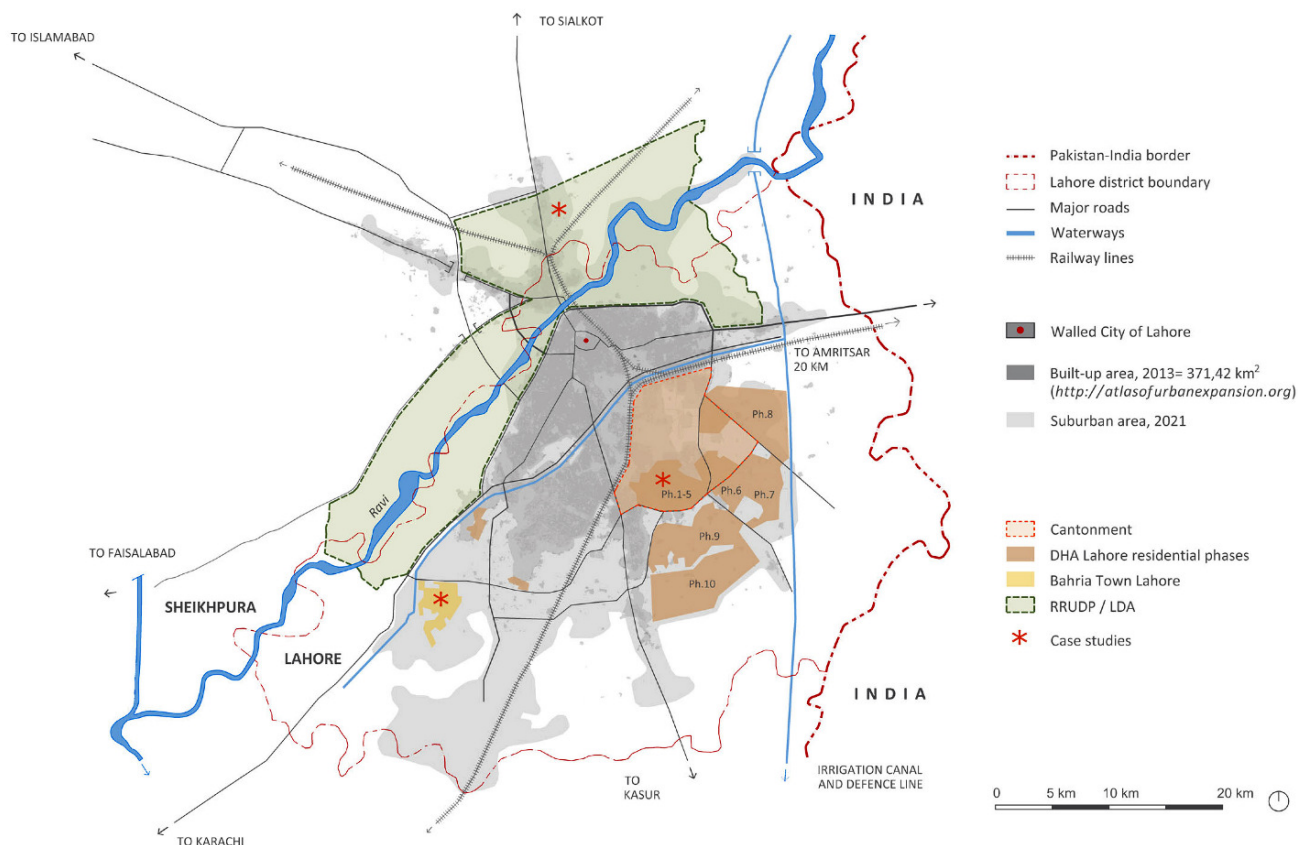 TO SIALKOT
TO ISLAMABAD
INDIA
TO AMRITSAR
20 KM
Ph.8
Ph.1-5
Ph.6
Ph.7
Ph.9
Ph.10
Ravi
TO FAISALABAD
SHEIKHPURA
LAHORE
INDIA
IRRIGATION CANAL
AND DEFENCE LINE
TO
KASUR
TO KARACHI
Pakistan-India border
Lahore district boundary
Major roads
Waterways
Railway lines
Walled City of Lahore
Built-up area, 2013= 371,42 km²
(http://atlasofurbanexpansion.org)
Suburban area, 2021
Cantonment
DHA Lahore residential phases
Bahria Town Lahore
RRUDP / LDA
Case studies
0 5 km 10 km 20 km